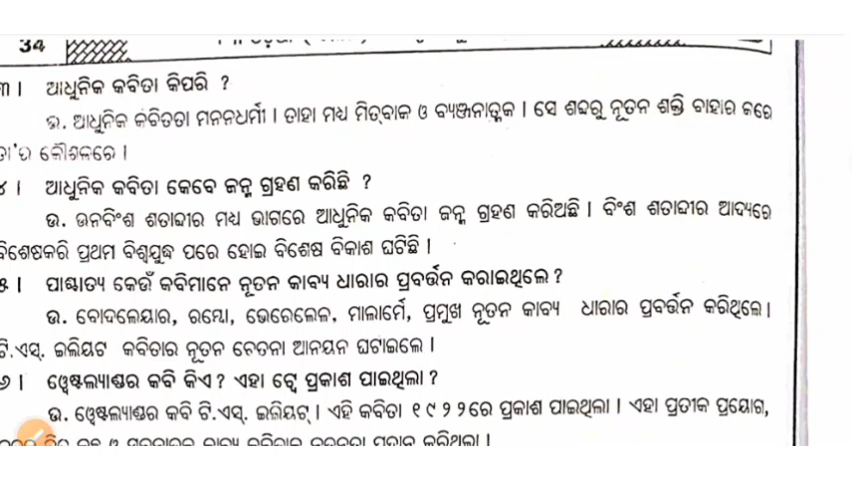 34
୩। ଆଧୁନିକ କବିତା କିପରି ?
ଉ. ଆଧୁନିକ କବିତତା ମନନଧର୍ମୀ। ତାହା ମଧ୍ୟ ମିତ୍‌ବାକ ଓ ବ୍ୟଞ୍ଜନାତ୍ମକ। ସେ ଶବ୍ଦରୁ ନୂତନ ଶକ୍ତି ବାହାର କରେ
ତା'ର କୌଶଳରେ।
୪। ଆଧୁନିକ କବିତା କେବେ ଜନ୍ମ ଗ୍ରହଣ କରିଛି ?
ଉ. ଊନବିଂଶ ଶତାବ୍ଦୀର ମଧ୍ୟ ଭାଗରେ ଆଧୁନିକ କବିତା ଜନ୍ମ ଗ୍ରହଣ କରିଅଛି। ବିଂଶ ଶତାବ୍ଦୀର ଆଦ୍ୟରେ
ବିଶେଷକରି ପ୍ରଥମ ବିଶ୍ୱଯୁଦ୍ଧ ପରେ ହୋଇ ବିଶେଷ ବିକାଶ ଘଟିଛି।
୫। ପାଶ୍ଚାତ୍ୟ କେଉଁ କବିମାନେ ନୂତନ କାବ୍ୟ ଧାରାର ପ୍ରବର୍ତ୍ତନ କରାଇଥିଲେ ?
ଉ. ବୋଦଲେୟାର, ରମ୍ବୋ, ଭେରେଲେନ, ମାଲାର୍ମେ, ପ୍ରମୁଖ ନୂତନ କାବ୍ୟ ଧାରାର ପ୍ରବର୍ତ୍ତନ କରିଥିଲେ।
ଟି.ଏସ୍. ଇଲିୟଟ କବିତାର ନୂତନ ଚେତନା ଆନୟନ ଘଟାଇଲେ।
୬। ଓ୍ୱେଷ୍ଟଲ୍ୟାଣ୍ଡର କବି କିଏ ? ଏହା ଟ୍ୱେ ପ୍ରକାଶ ପାଇଥିଲା ?
ଉ. ଓ୍ୱେଷ୍ଟଲ୍ୟାଣ୍ଡର କବି ଟି.ଏସ୍. ଇଲିୟଟ୍। ଏହି କବିତା ୧୯୨୨ରେ ପ୍ରକାଶ ପାଇଥିଲା। ଏହା ପ୍ରତୀକ ପ୍ରୟୋଗ,
କରିଥିଲା।